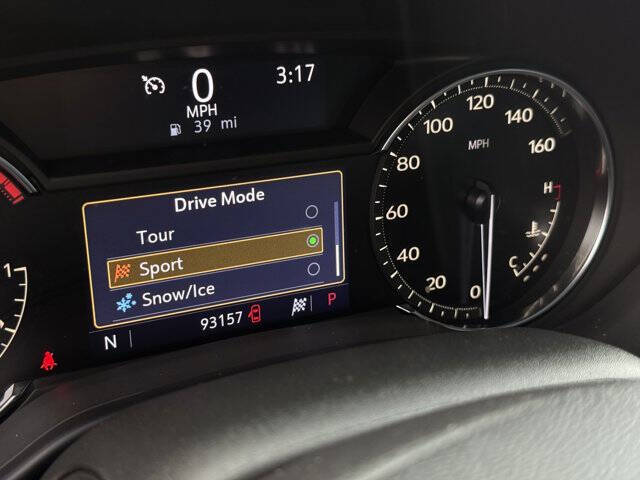 0
3:17
MPH
39 mi
Drive Mode
Tour
Sport
Snow/Ice
N
93157
P
1
0
20
40
60
80
100
120
140
160
MPH
H
C